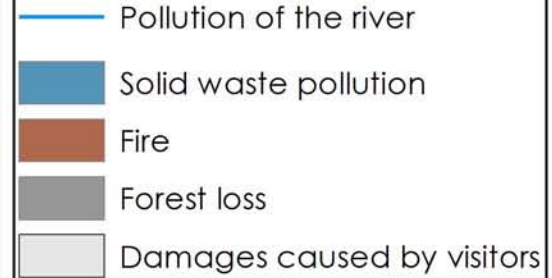 Pollution of the river
Solid waste pollution
Fire
Forest loss
Damages caused by visitors